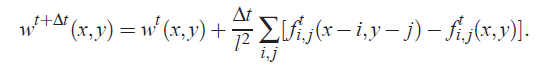 w^{t+Δt}(x,y) = w^t(x,y) + \frac{Δt}{l^2} \sum_{i,j} [f^t_{i,j}(x − i, y − j) − f^t_{i,j}(x,y)].